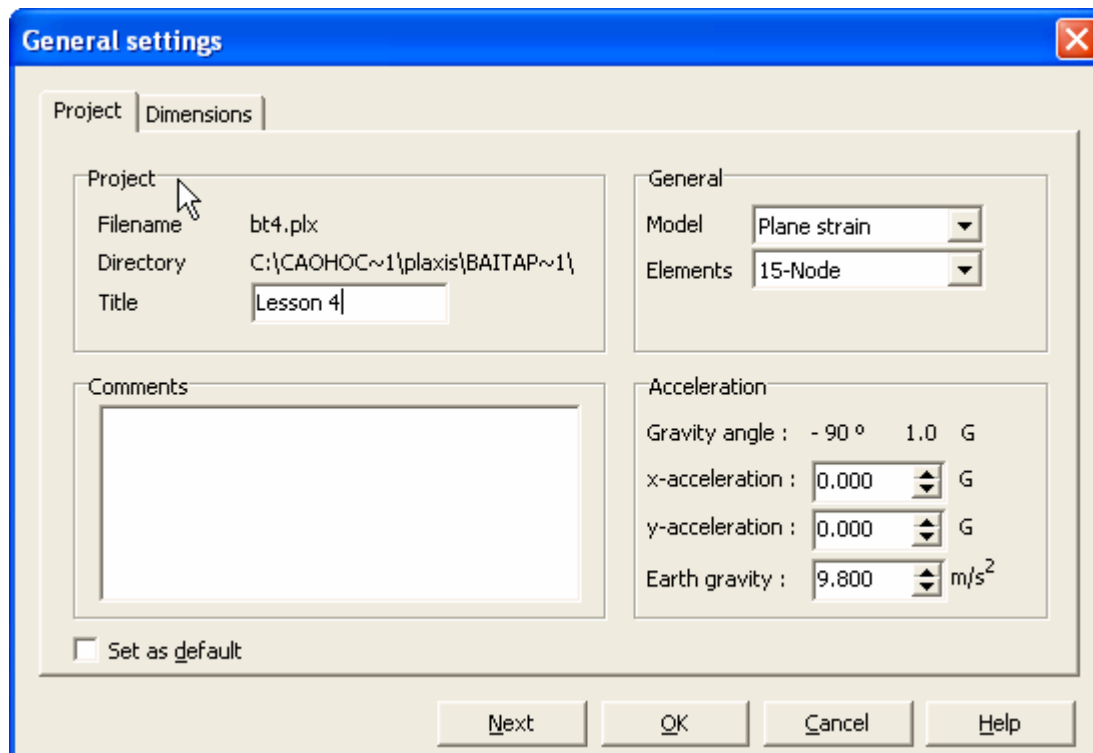 General settings
Project
Dimensions
Project
Filename bt4.plx
Directory C:\CAOHOC~1\plaxis\BAITAP~1\
Title Lesson 4
General
Model Plane strain
Elements 15-Node
Comments
Acceleration
Gravity angle : - 90 º 1.0 G
x-acceleration : 0.000 G
y-acceleration : 0.000 G
Earth gravity : 9.800 m/s²
Set as default
Next
OK
Cancel
Help